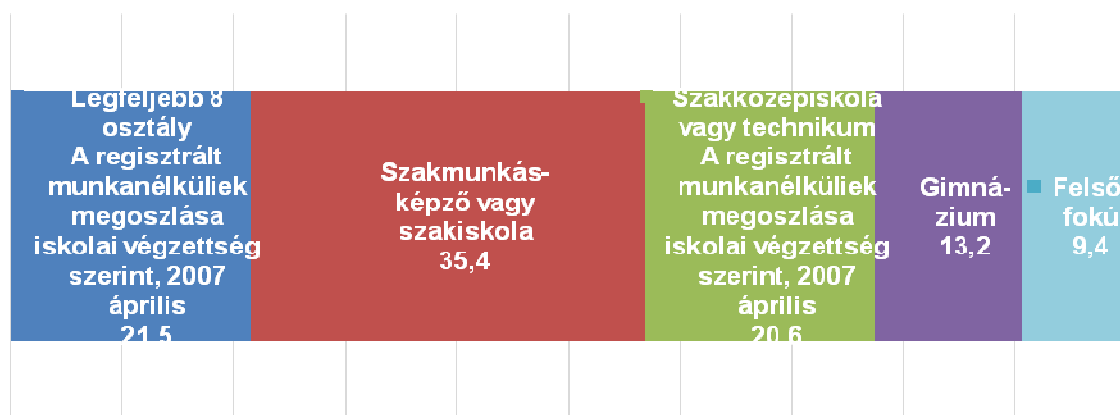 Legfeljebb 8
osztály
A regisztrált
munkanélküliek
megoszlása
iskolai végzettség
szerint, 2007
április
21,5
Szakmunkás-
képző vagy
szakiskola
35,4
Szakközépiskola
vagy technikum
A regisztrált
munkanélküliek
megoszlása
iskolai végzettség
szerint, 2007
április
20,6
Gimná-
zium
13,2
Felső
fokú
9,4